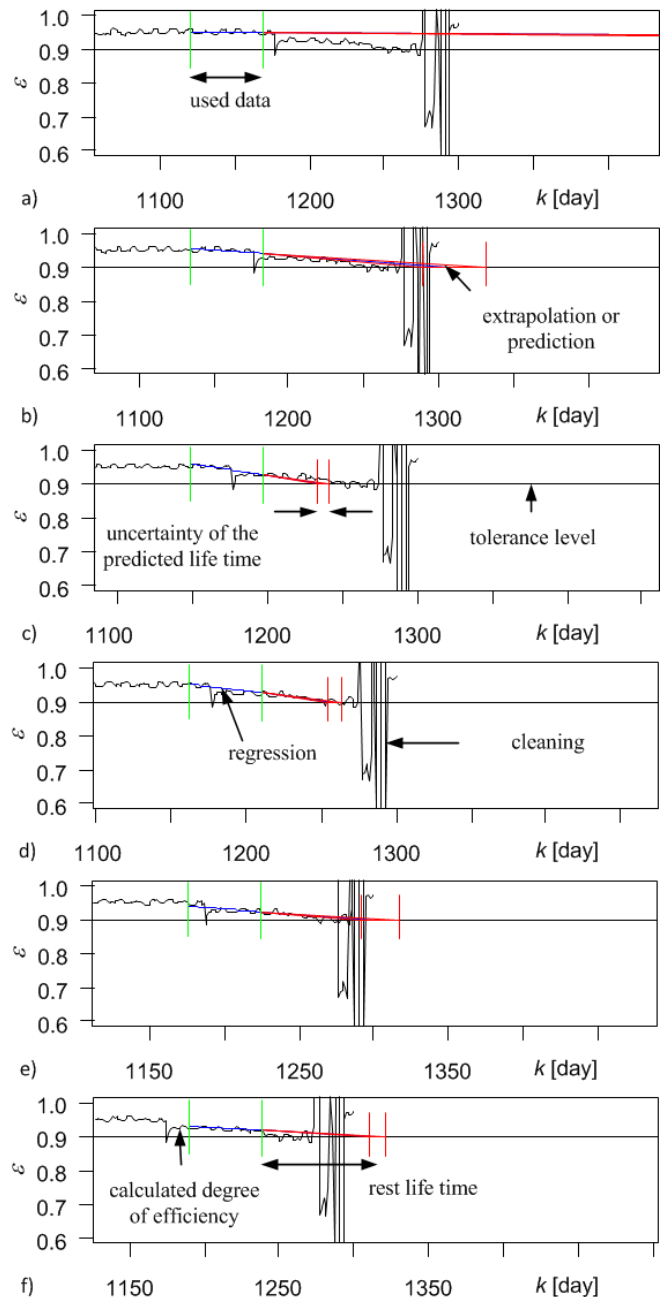 1.0
0.9
0.8
0.7
0.6
ε
used data
a)
1100
1200
1300
k [day]
1.0
0.9
0.8
0.7
0.6
ε
extrapolation or
prediction
b)
1100
1200
1300
k [day]
1.0
0.9
0.8
0.7
0.6
ε
uncertainty of the
predicted life time
tolerance level
c)
1100
1200
1300
k [day]
1.0
0.9
0.8
0.7
0.6
ε
regression
cleaning
d)
1100
1200
1300
k [day]
1.0
0.9
0.8
0.7
0.6
ε
e)
1150
1250
1350
k [day]
1.0
0.9
0.8
0.7
0.6
ε
calculated degree
of efficiency
rest life time
f)
1150
1250
1350
k [day]